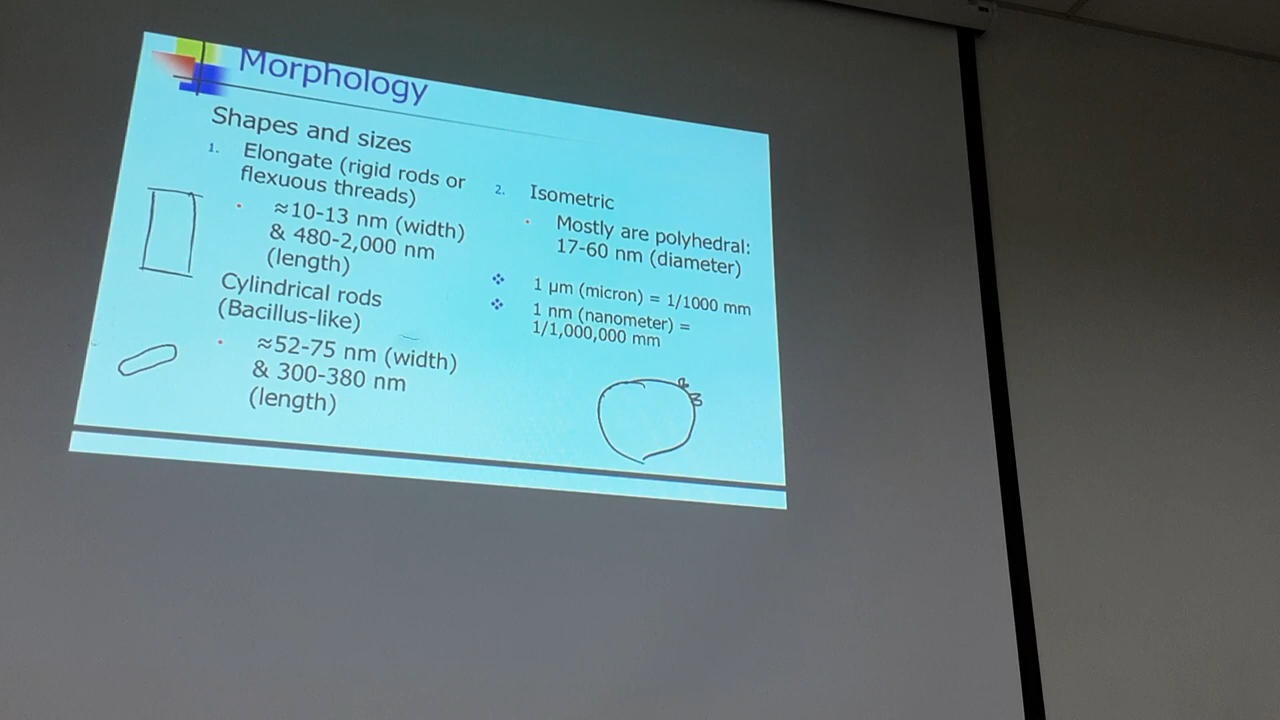 Morphology
Shapes and sizes
1. Elongate (rigid rods or
flexuous threads)
• ≈10-13 nm (width)
& 480-2,000 nm
(length)
Cylindrical rods
(Bacillus-like)
• ≈52-75 nm (width)
& 300-380 nm
(length)
2. Isometric
• Mostly are polyhedral:
17-60 nm (diameter)
❖ 1 µm (micron) = 1/1000 mm
❖ 1 nm (nanometer) =
1/1,000,000 mm